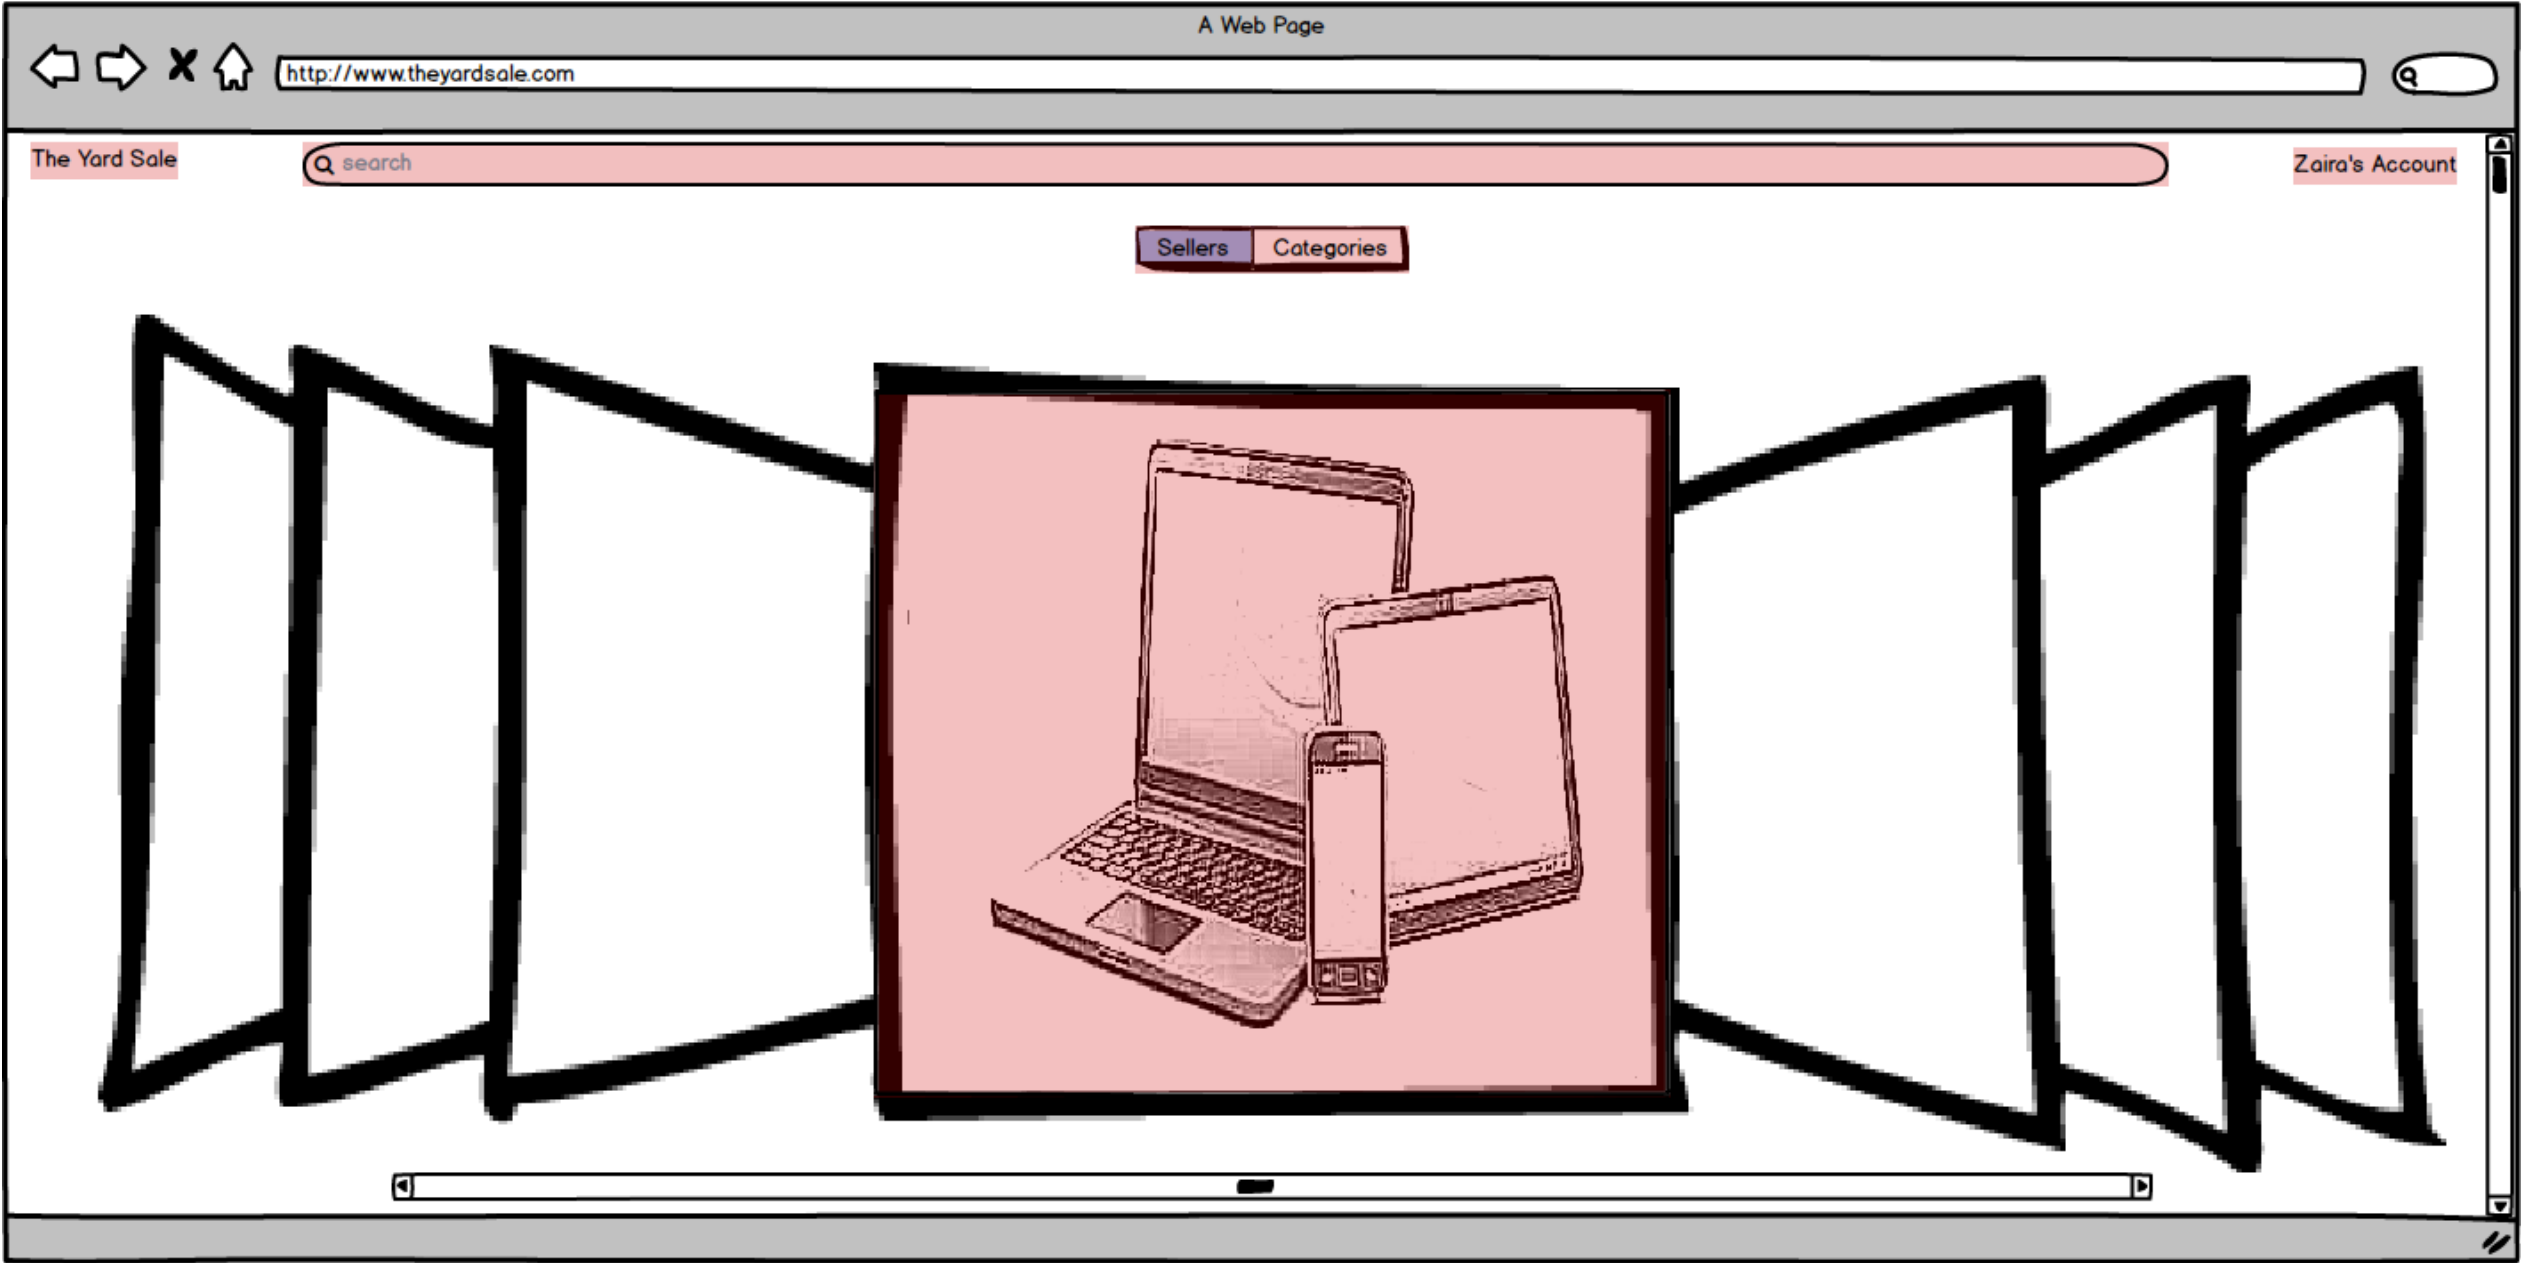 A Web Page
http://www.theyardsale.com
The Yard Sale
search
Zaira's Account
Sellers
Categories